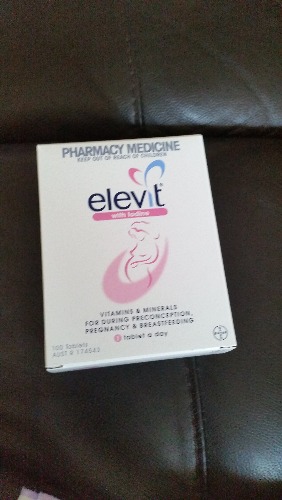 PHARMACY MEDICINE
KEEP OUT OF REACH OF CHILDREN
elevit
with Iodine
VITAMINS & MINERALS
FOR DURING PRECONCEPTION,
PREGNANCY & BREASTFEEDING
1 tablet a day
100 Tablets